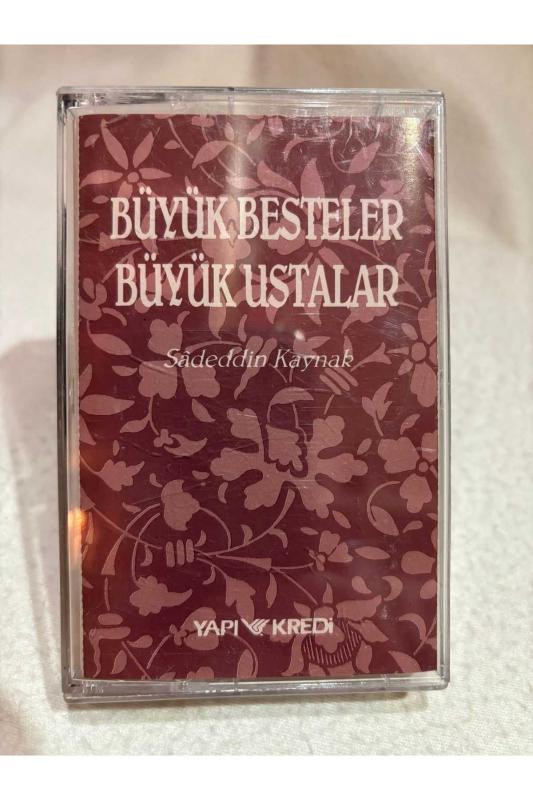 BÜYÜK BESTELER
BÜYÜK USTALAR
Sâdeddin Kaynak
YAPI KREDİ